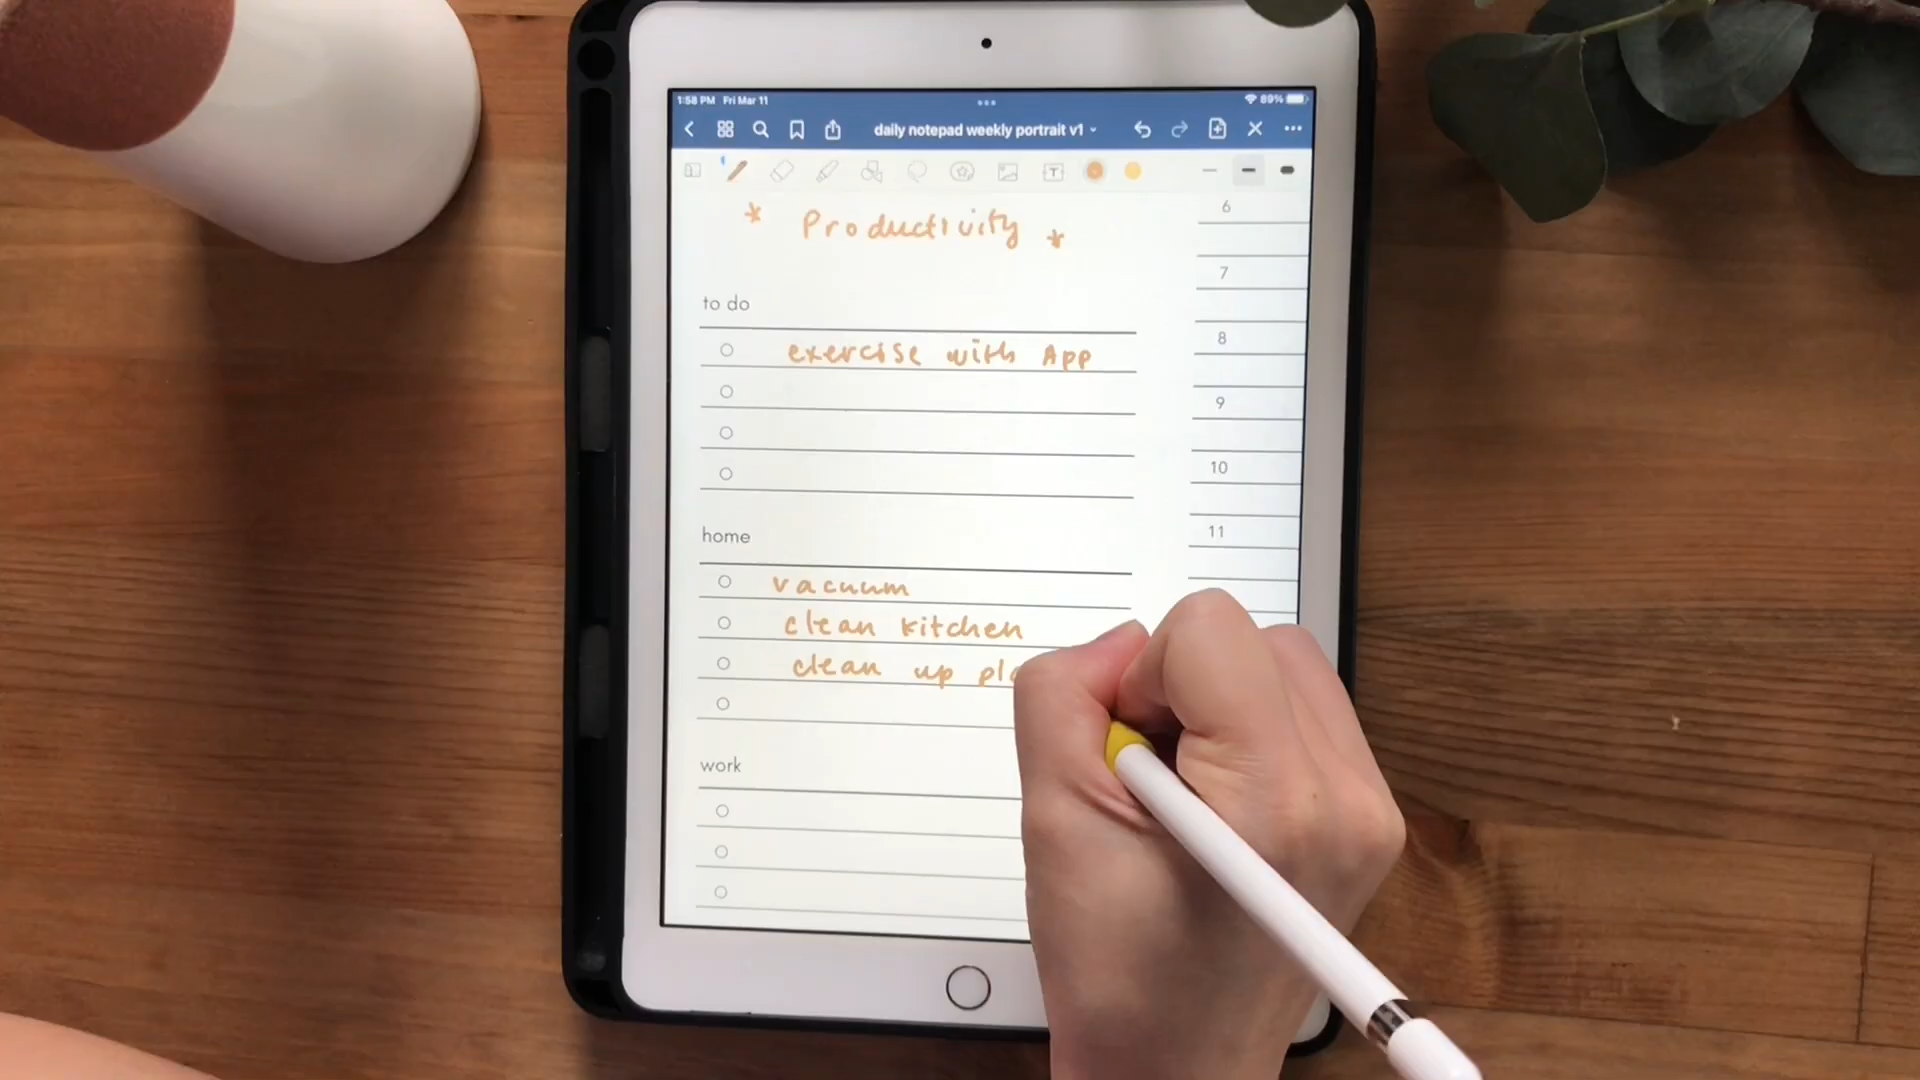 1:58 PM Fri Mar 11 89%
daily notepad weekly portrait v1
T
* Productivity *
to do
exercise with App
home
vacuum
clean kitchen
clean up
work
6
7
8
9
10
11